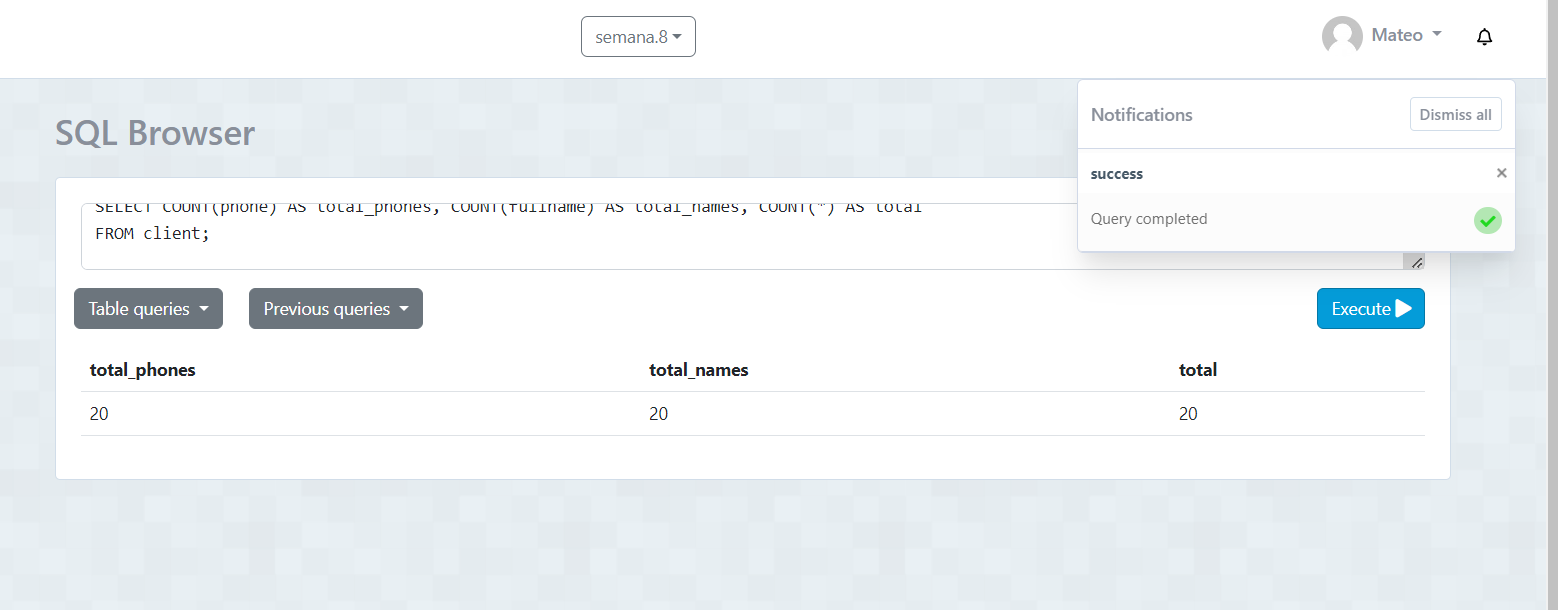 semana.8
Mateo
SQL Browser
Notifications
Dismiss all
success
Query completed
SELECT COUNT(phone) AS total_phones, COUNT(fullname) AS total_names, COUNT(*) AS total
FROM client;
Table queries
Previous queries
Execute
total_phones total_names total
20 20 20